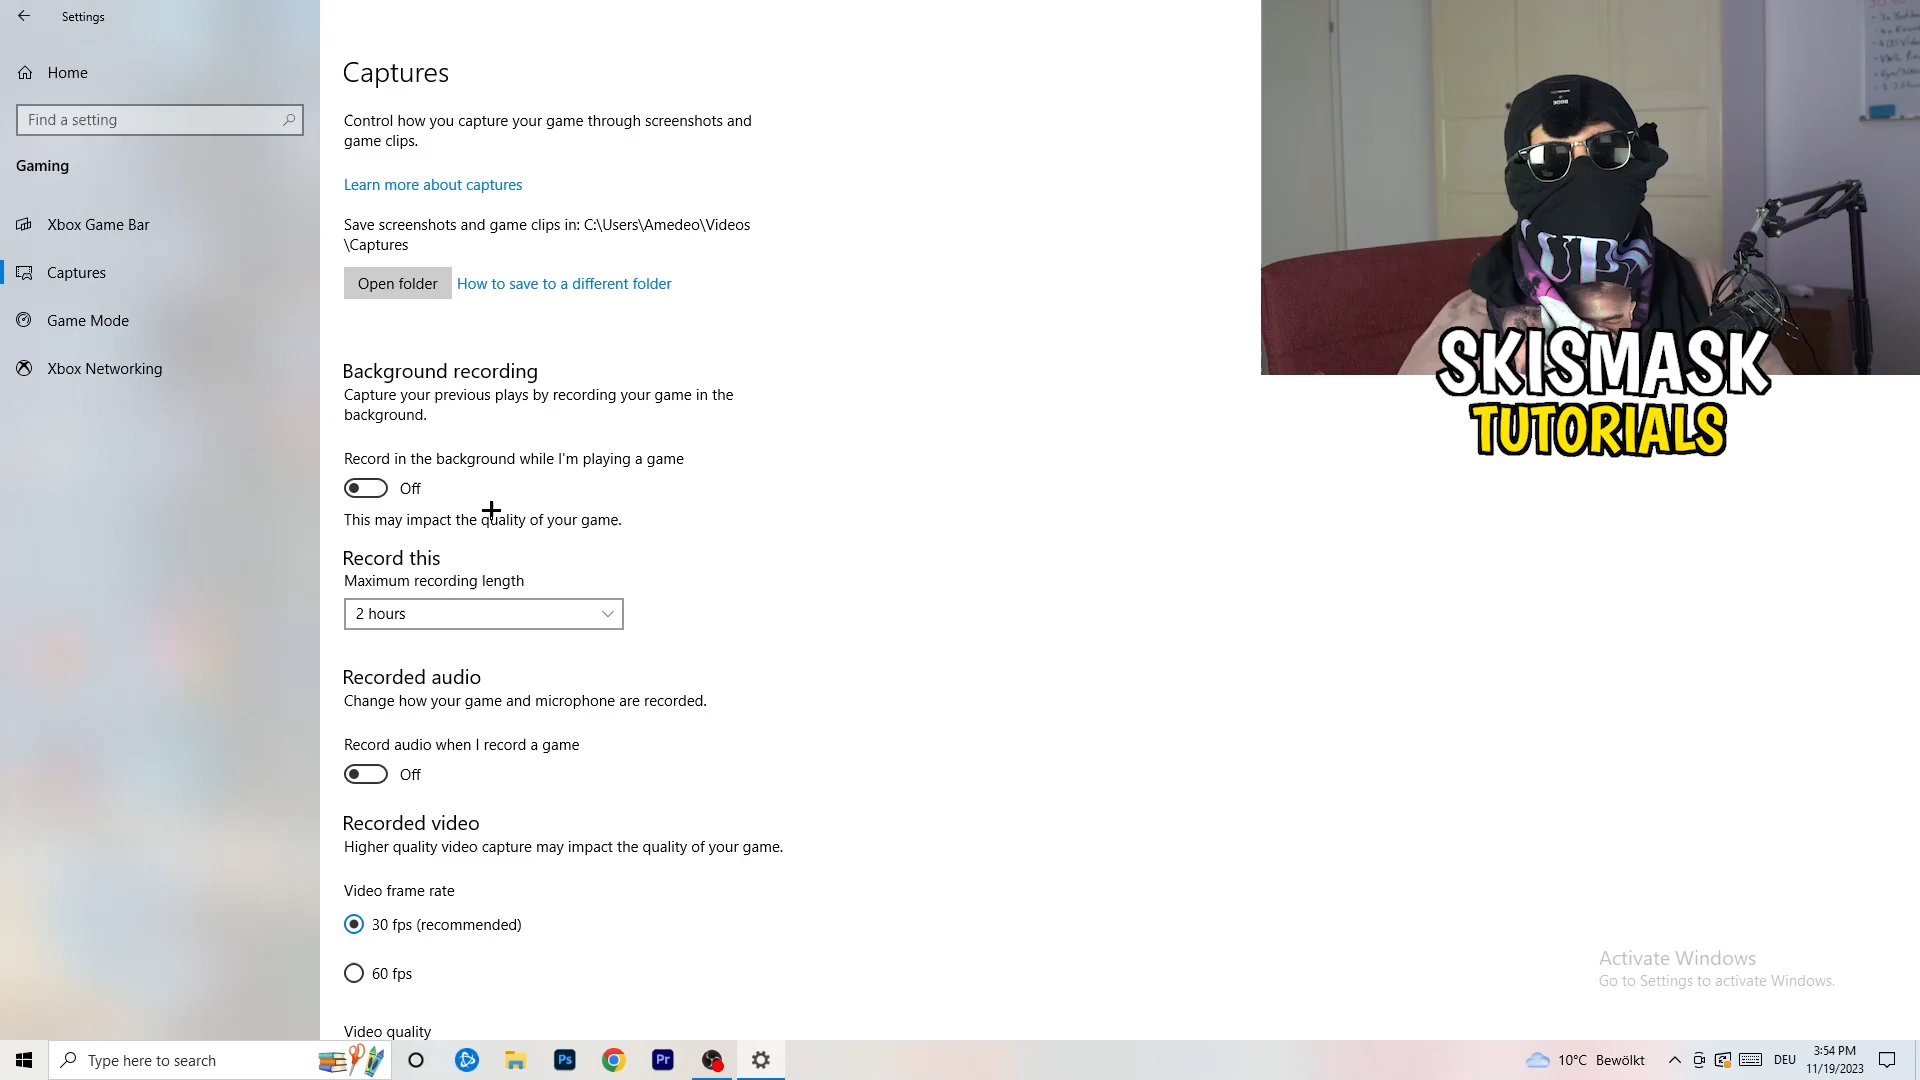 Settings
Home
Find a setting
Gaming
Xbox Game Bar
Captures
Game Mode
Xbox Networking
Captures
Control how you capture your game through screenshots and
game clips.
Learn more about captures
Save screenshots and game clips in: C:\Users\Amedeo\Videos
\Captures
Open folder
How to save to a different folder
Background recording
Capture your previous plays by recording your game in the
background.
Record in the background while I'm playing a game
Off
This may impact the quality of your game.
Record this
Maximum recording length
2 hours
Recorded audio
Change how your game and microphone are recorded.
Record audio when I record a game
Off
Recorded video
Higher quality video capture may impact the quality of your game.
Video frame rate
30 fps (recommended)
60 fps
Video quality
SKISMASK
TUTORIALS
Activate Windows
Go to Settings to activate Windows.
Type here to search
Ps
Pr
10°C Bewölkt
DEU
3:54 PM
11/19/2023